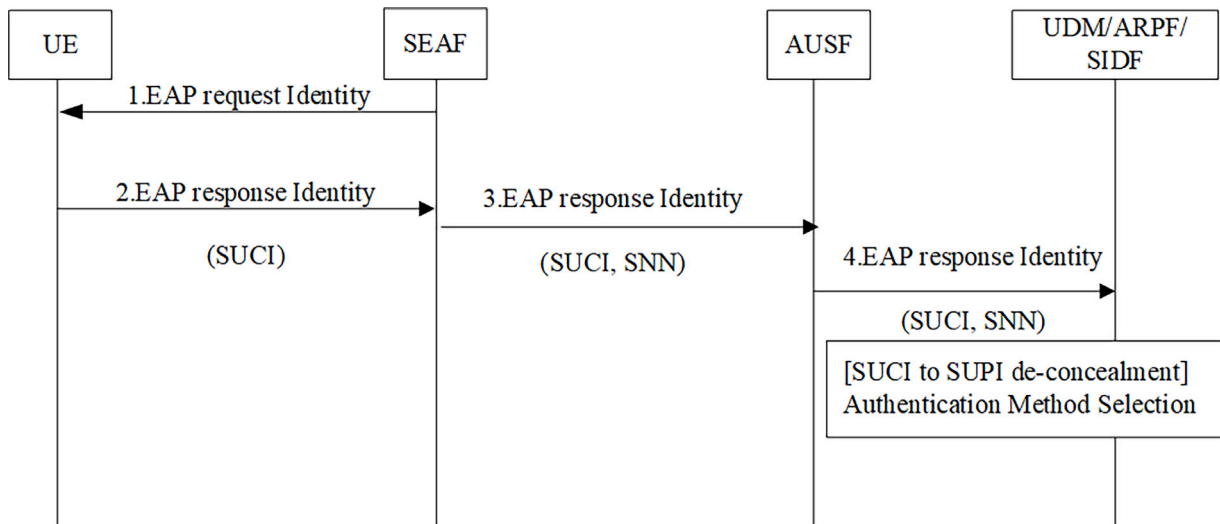 UE
SEAF
AUSF
UDM/ARPF/
SIDF
1.EAP request Identity
2.EAP response Identity
(SUCI)
3.EAP response Identity
(SUCI, SNN)
4.EAP response Identity
(SUCI, SNN)
[SUCI to SUPI de-concealment]
Authentication Method Selection